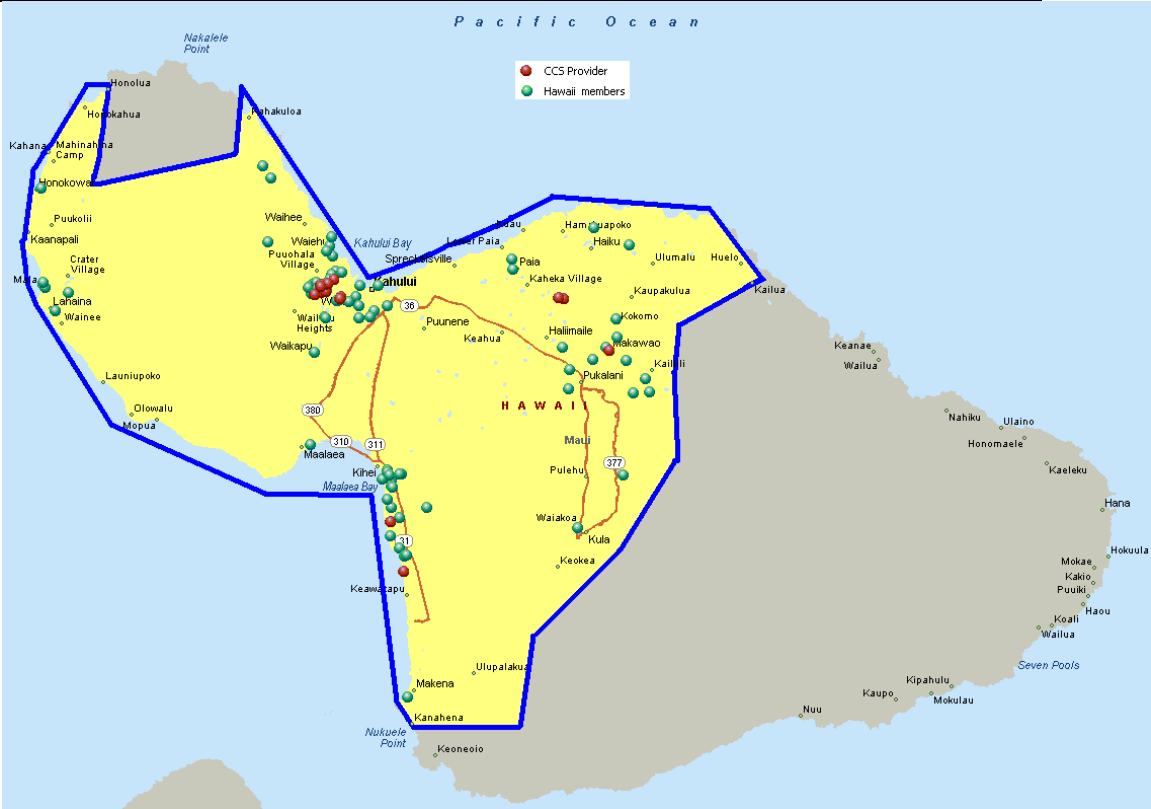 Pacific Ocean
Nakalele
Point
CCS Provider
Hawaii members
Honolua
Honokahua
Kahakuloa
Kahana
Mahinahina
Camp
Honokowai
Puukolii
Kaanapali
Crater
Village
Mala
Lahaina
Wainee
Launiupoko
Olowalu
Mopua
Waihee
Waiehu
Puuohala
Village
Kahului Bay
Kahului
Heights
Waikapu
Spreckelsville
Lower Paia
Kuau
Hamakuapoko
Haiku
Paia
Ulumalu
Huelo
Kaheka Village
Kaupakulua
Kailua
36
Puunene
Keahua
Haliimaile
Kokomo
Makawao
Pukalani
HAWAII
Maui
380
310
311
Maalaea
Kihei
Maalaea Bay
Pulehu
377
Waiakoa
Kula
31
Keokea
Keawakapu
Ulupalakua
Makena
Kanahena
Nukuele
Point
Keoneoio
Keanae
Wailua
Nahiku
Ulaino
Honomaele
Kaeleku
Hana
Hokuula
Mokae
Kakio
Puuiki
Haou
Koali
Wailua
Seven Pools
Kipahulu
Kaupo
Mokulau
Nuu